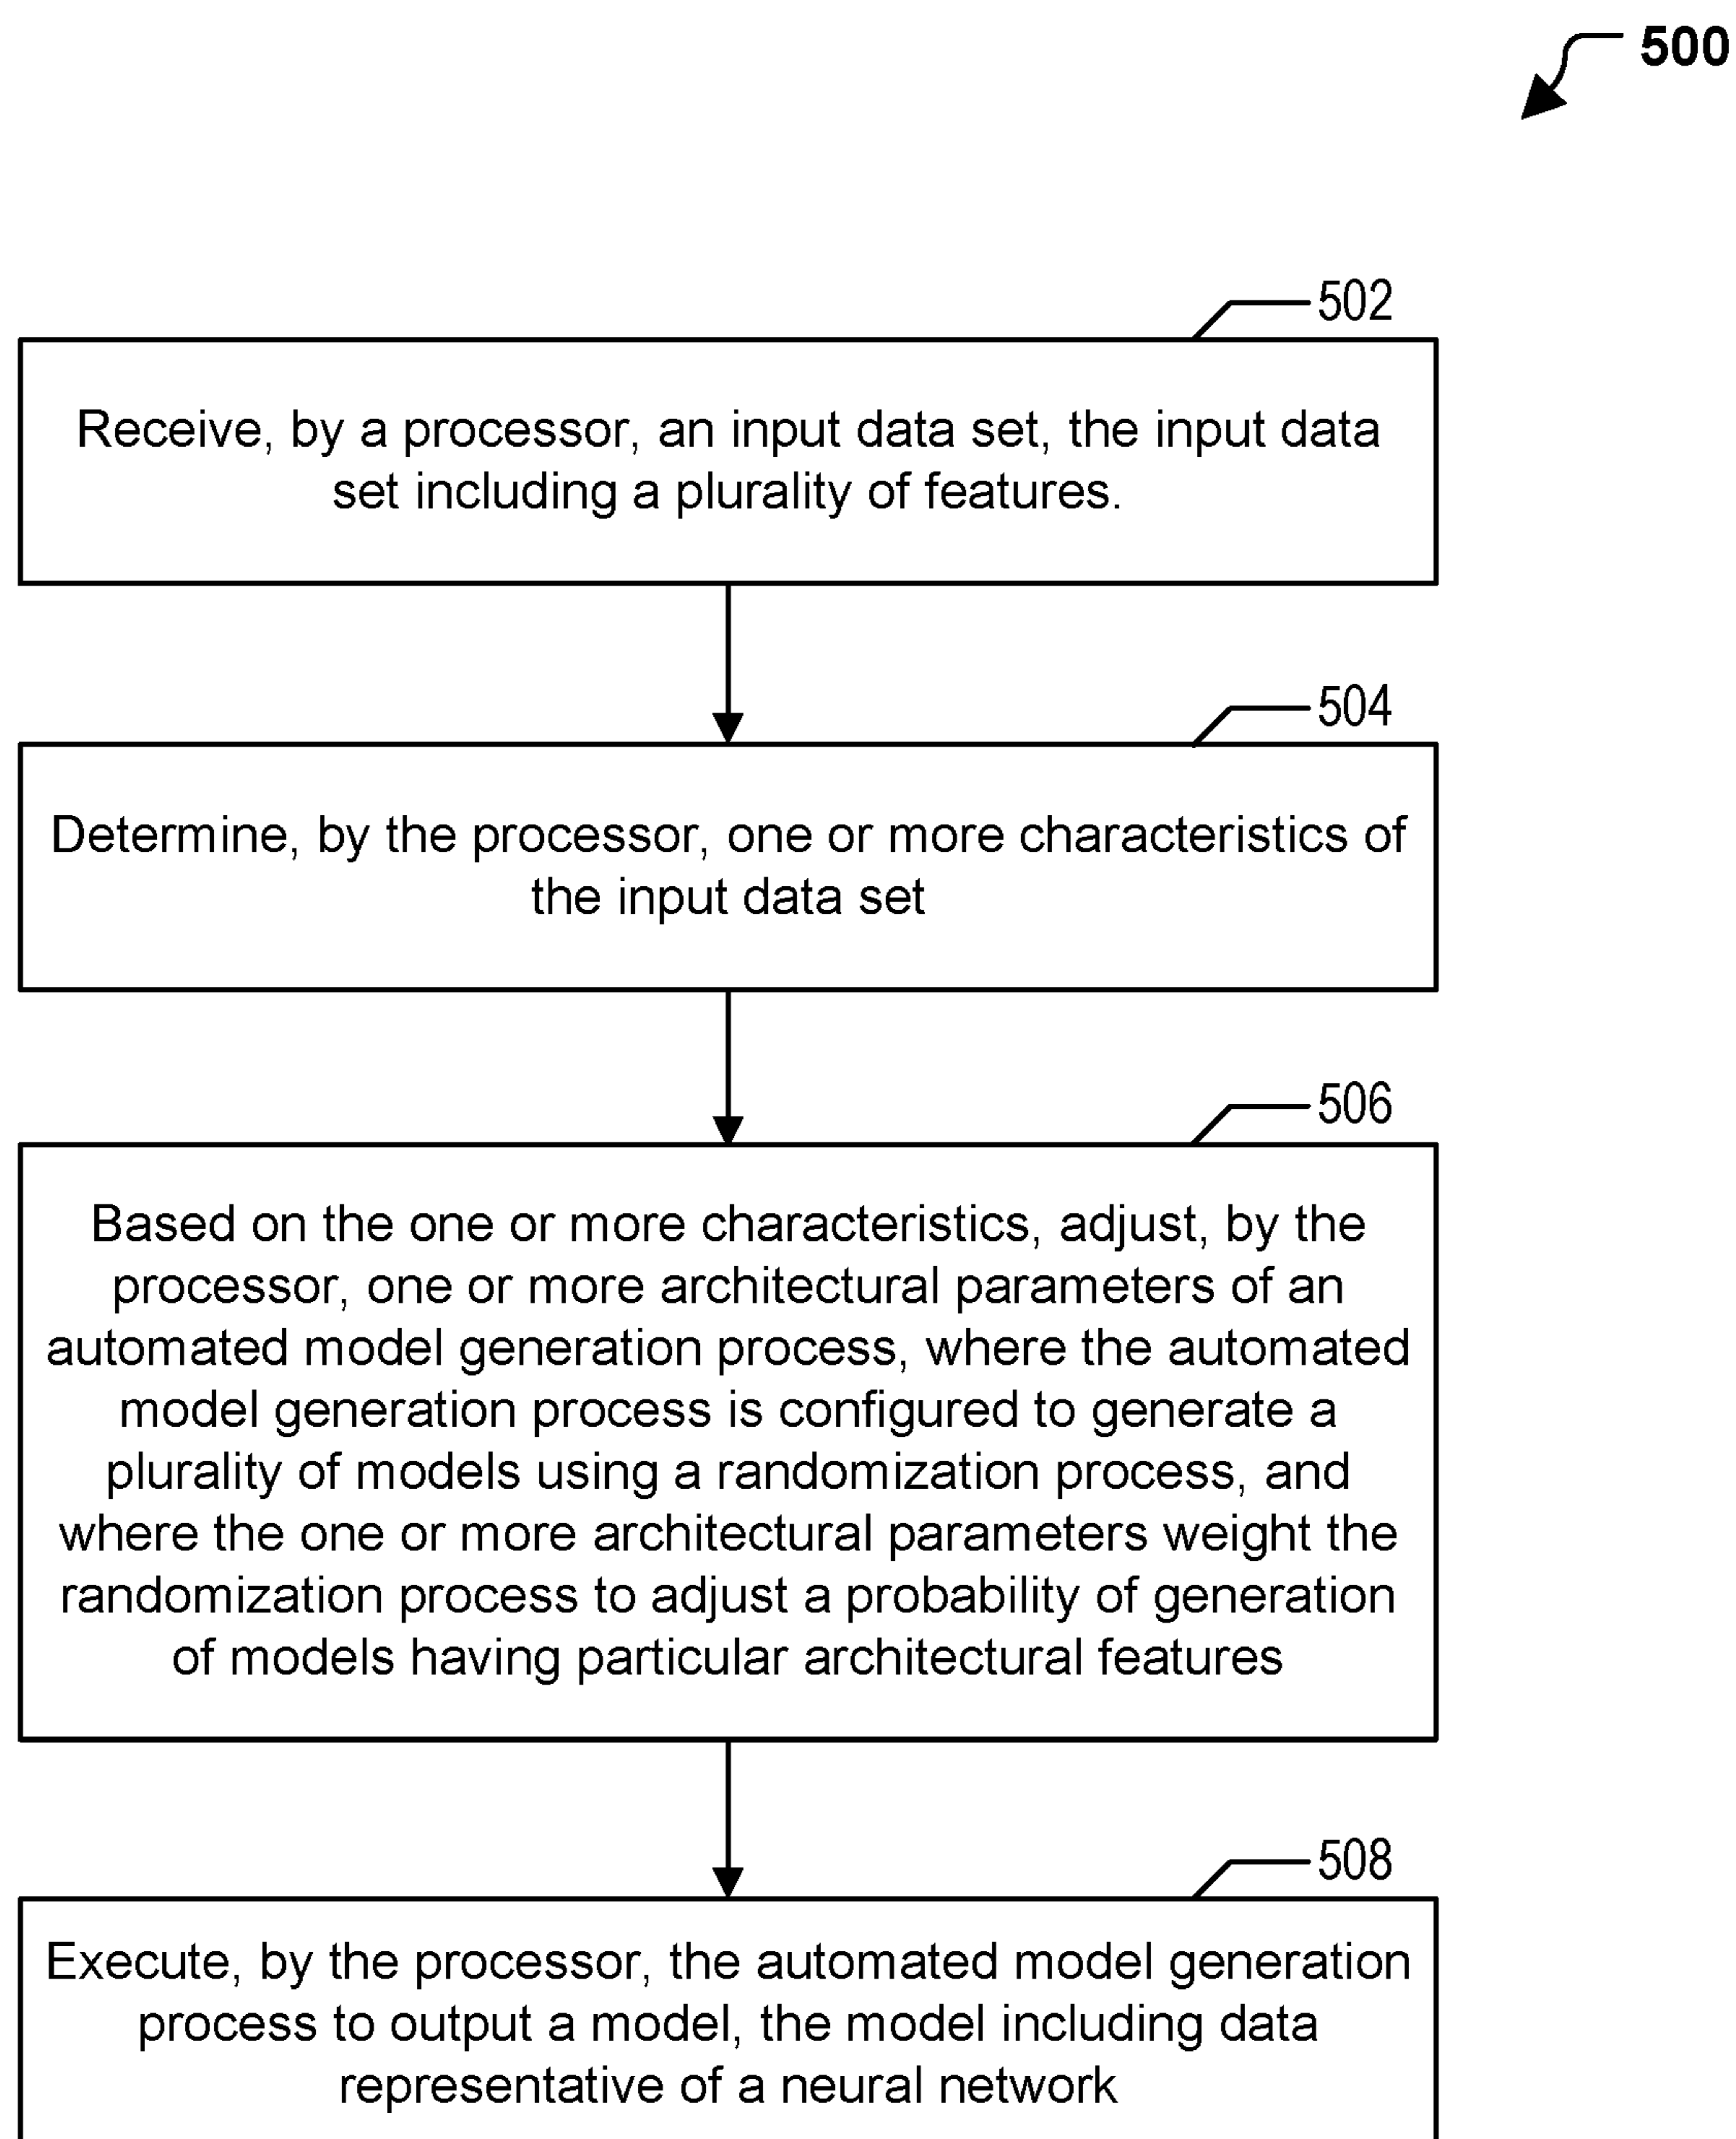 500
502
Receive, by a processor, an input data set, the input data
set including a plurality of features.
504
Determine, by the processor, one or more characteristics of
the input data set
506
Based on the one or more characteristics, adjust, by the
processor, one or more architectural parameters of an
automated model generation process, where the automated
model generation process is configured to generate a
plurality of models using a randomization process, and
where the one or more architectural parameters weight the
randomization process to adjust a probability of generation
of models having particular architectural features
508
Execute, by the processor, the automated model generation
process to output a model, the model including data
representative of a neural network